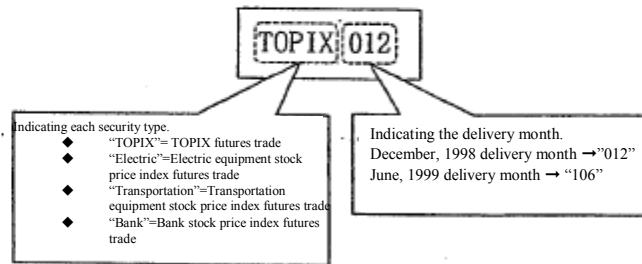 TOPIX 012
Indicating each security type.
◆ “TOPIX”= TOPIX futures trade
◆ “Electric”=Electric equipment stock
price index futures trade
◆ “Transportation”=Transportation
equipment stock price index futures trade
◆ “Bank”=Bank stock price index futures
trade
Indicating the delivery month.
December, 1998 delivery month →”012”
June, 1999 delivery month → “106”